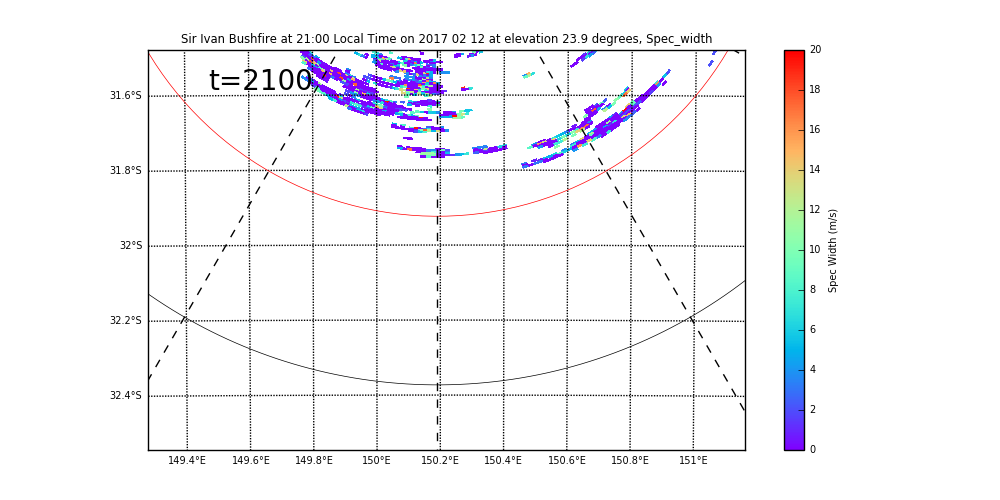 Sir Ivan Bushfire at 21:00 Local Time on 2017 02 12 at elevation 23.9 degrees, Spec_width
t=2100
31.6°S
31.8°S
32°S
32.2°S
32.4°S
149.4°E 149.6°E 149.8°E 150°E 150.2°E 150.4°E 150.6°E 150.8°E 151°E
20
18
16
14
12
10
8
6
4
2
0
Spec Width (m/s)